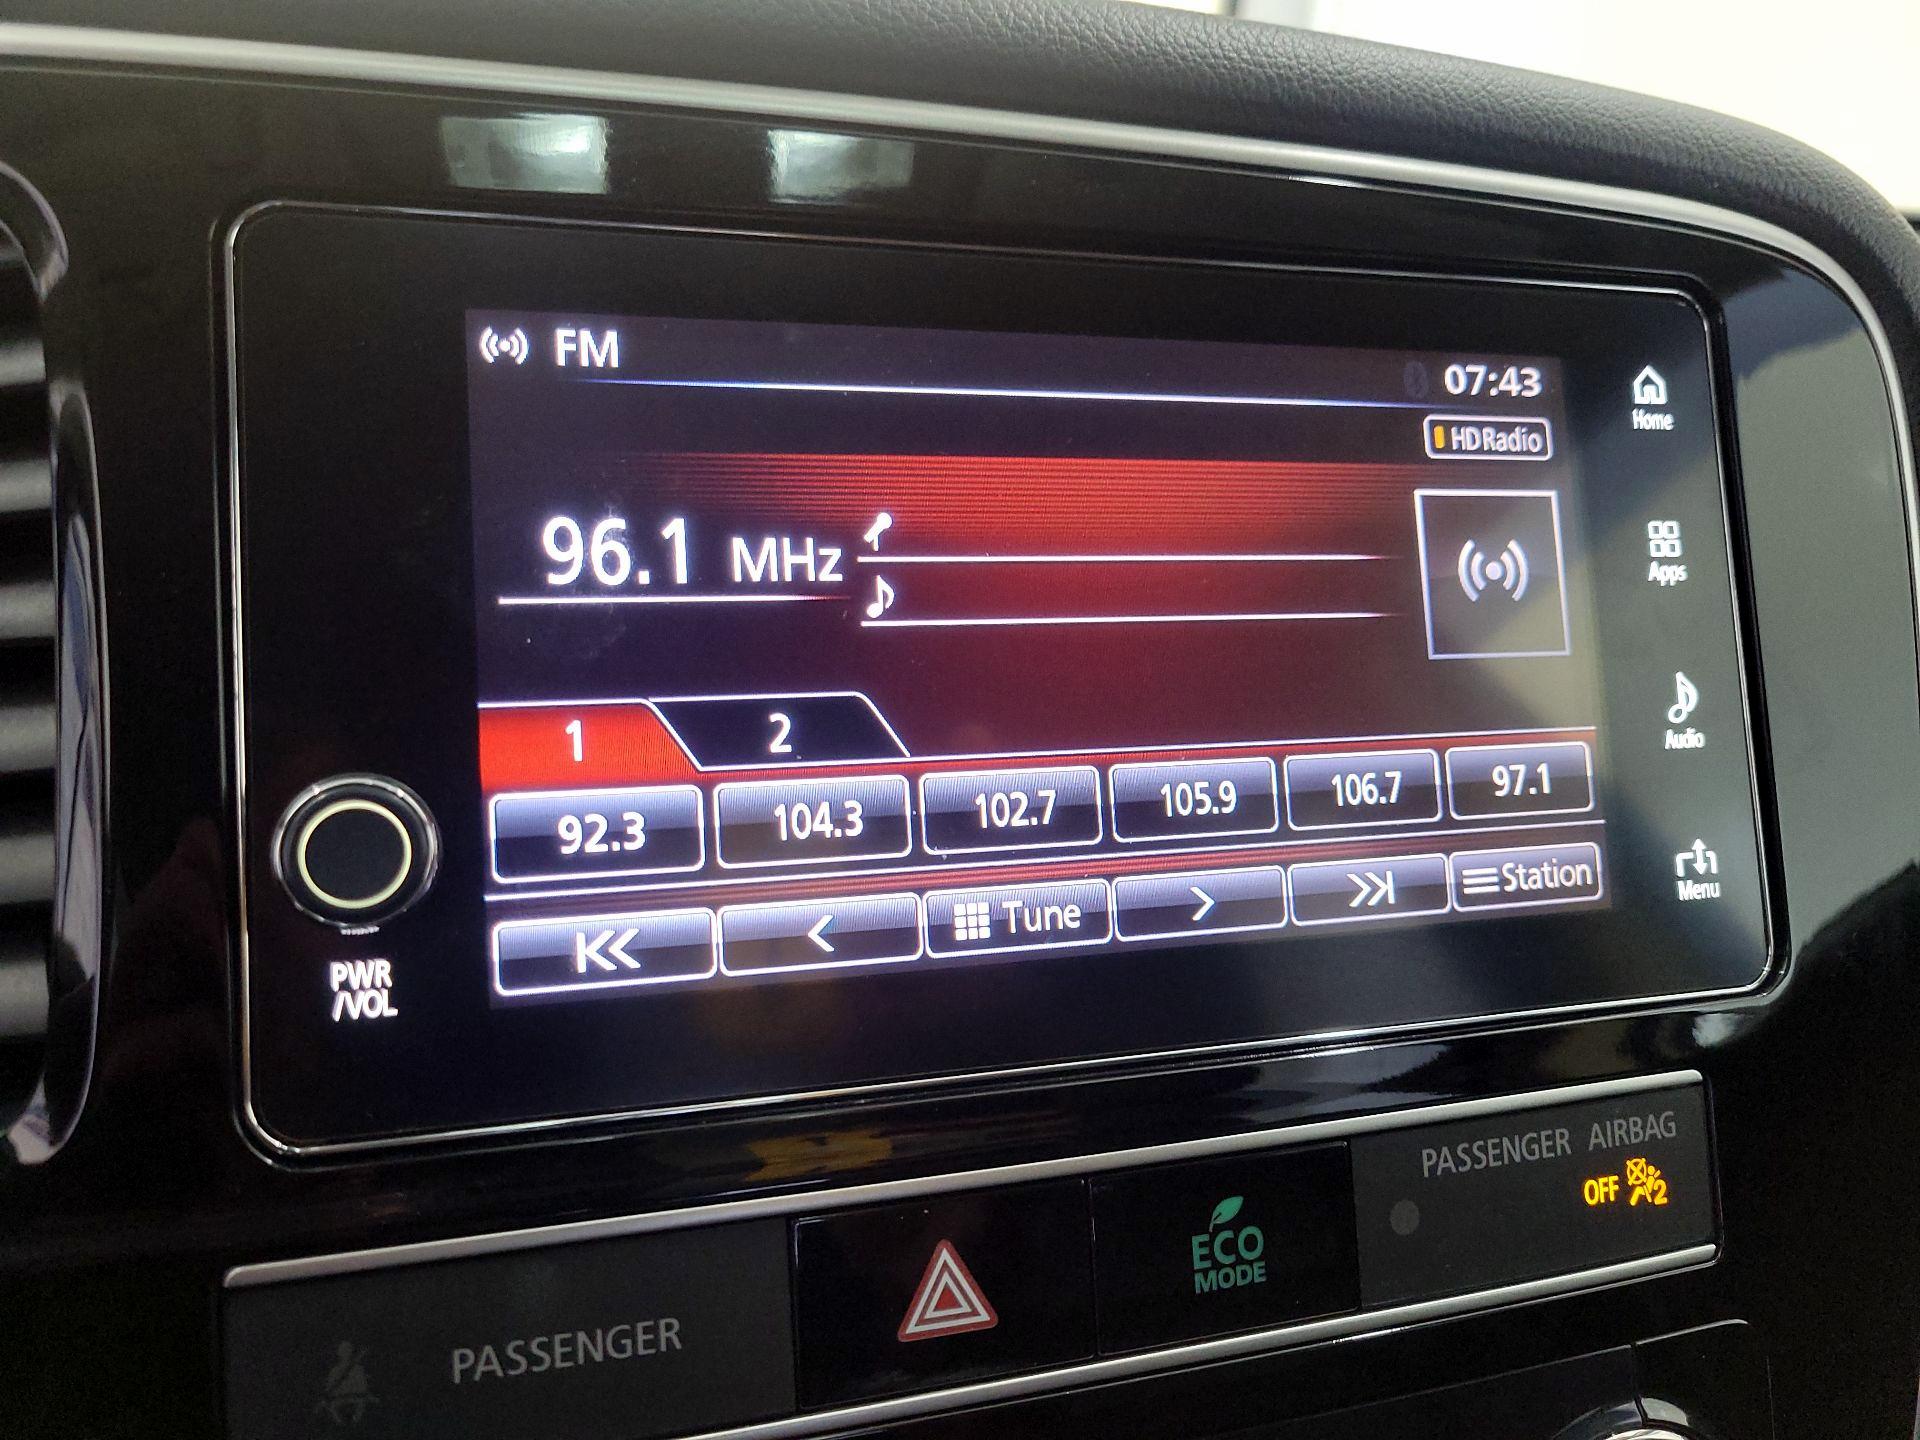 FM
07:43
HD Radio
96.1 MHz
1 2
92.3 104.3 102.7 105.9 106.7 97.1
Tune Station
Home
Apps
Audio
Menu
PWR
/VOL
PASSENGER AIRBAG
OFF 2
ECO
MODE
PASSENGER